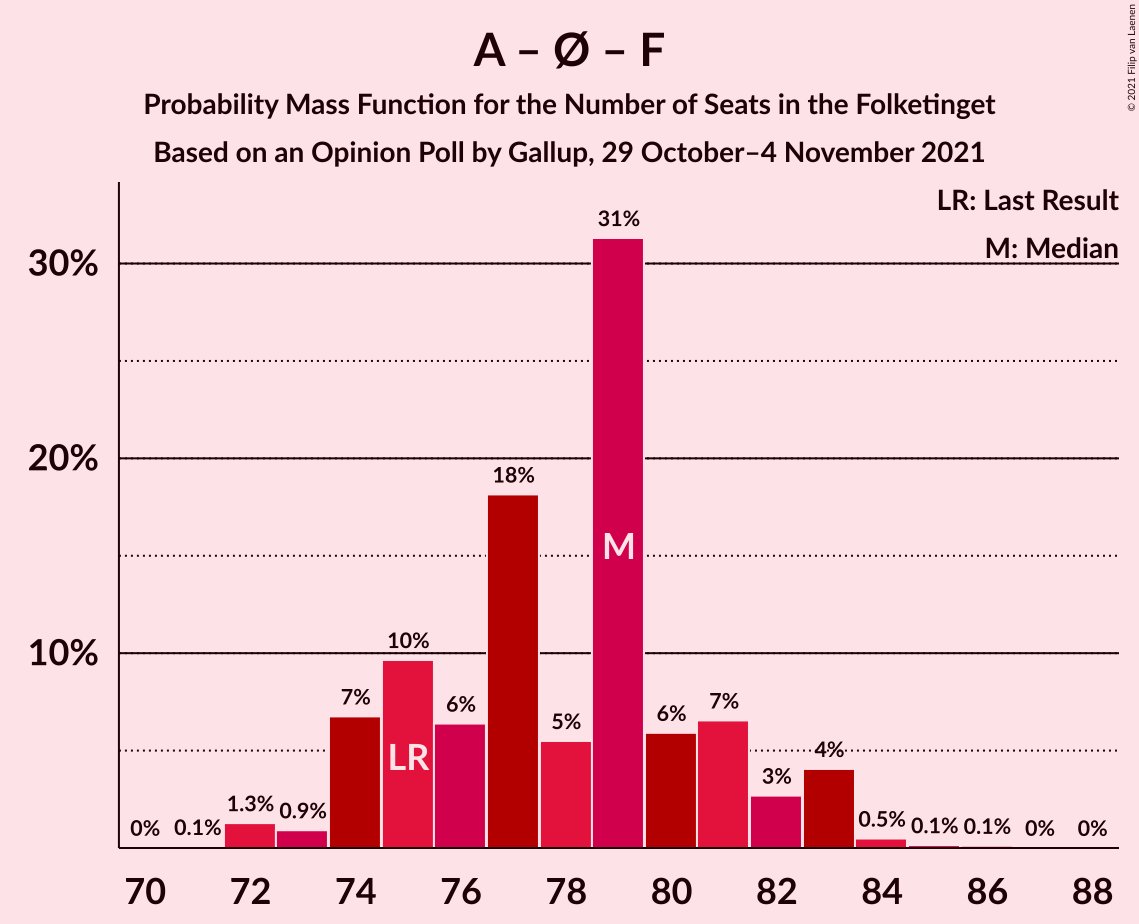 A – Ø – F
Probability Mass Function for the Number of Seats in the Folketinget
Based on an Opinion Poll by Gallup, 29 October–4 November 2021
© 2021 Filip van Laenen
LR: Last Result
M: Median
30%
20%
10%
0%
0.1%
1.3%
0.9%
7%
10%
6%
18%
5%
31%
6%
7%
3%
4%
0.5%
0.1%
0.1%
0%
0%
LR
M
70 72 74 76 78 80 82 84 86 88